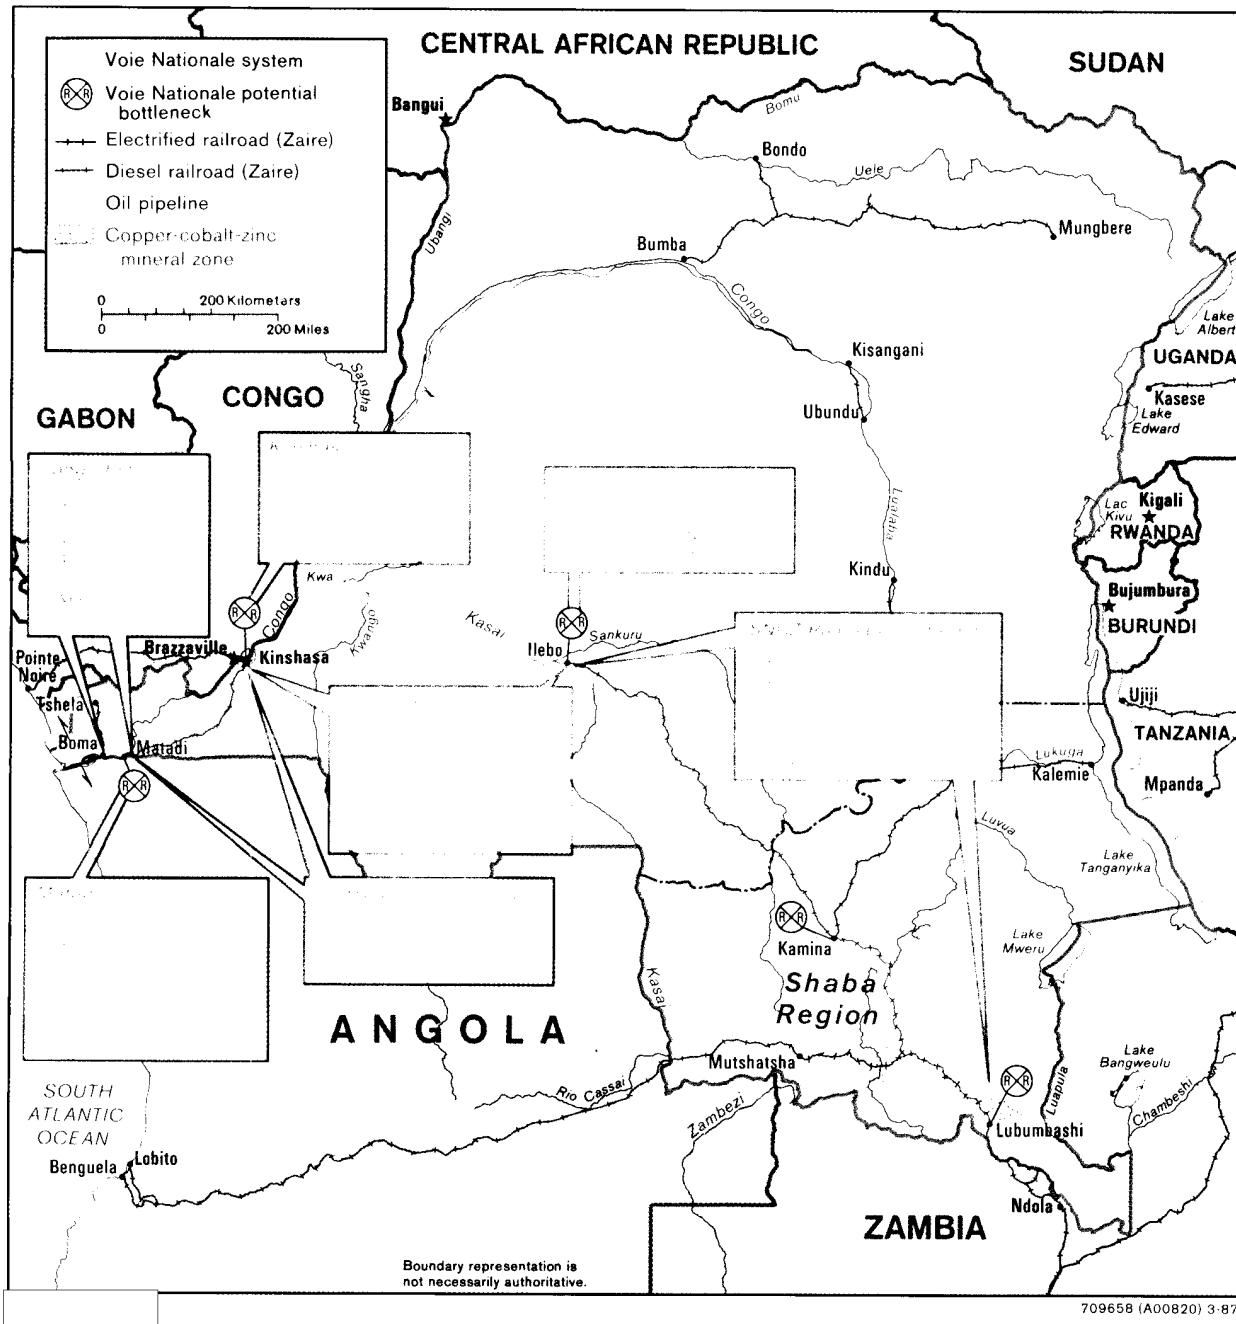 CENTRAL AFRICAN REPUBLIC
SUDAN
Voie Nationale system
Voie Nationale potential
bottleneck
Electrified railroad (Zaire)
Diesel railroad (Zaire)
Oil pipeline
Copper-cobalt-zinc
mineral zone
0 200 Kilometers
0 200 Miles
Bangui
Bomu
Bondo
Uele
Ubangi
Bumba
Mungbere
Congo
Lake
Albert
Sangha
Kisangani
UGANDA
CONGO
Kasese
GABON
Ubundu
Lake
Edward
Lualaba
Lac
Kivu
Kigali
RWANDA
Kwa
Kindu
Congo
Bujumbura
Kwango
Kasai
BURUNDI
R R
R R
Sankuru
Brazzaville
Kinshasa
Ilebo
Pointe
Noire
Tshela
Ujiji
Boma
Matadi
TANZANIA
Lukuga
Kalemie
Mpanda
R R
Luvua
Lake
Tanganyika
R R
Kamina
Lake
Mweru
Shaba
Region
Kasai
ANGOLA
Mutshatsha
Lake
Bangweulu
R R
Rio Cassai
Luapula
Chambeshi
SOUTH
ATLANTIC
OCEAN
Zambezi
Lubumbashi
Lobito
Benguela
Ndola
ZAMBIA
Boundary representation is
not necessarily authoritative.
709658 (A00820) 3-87